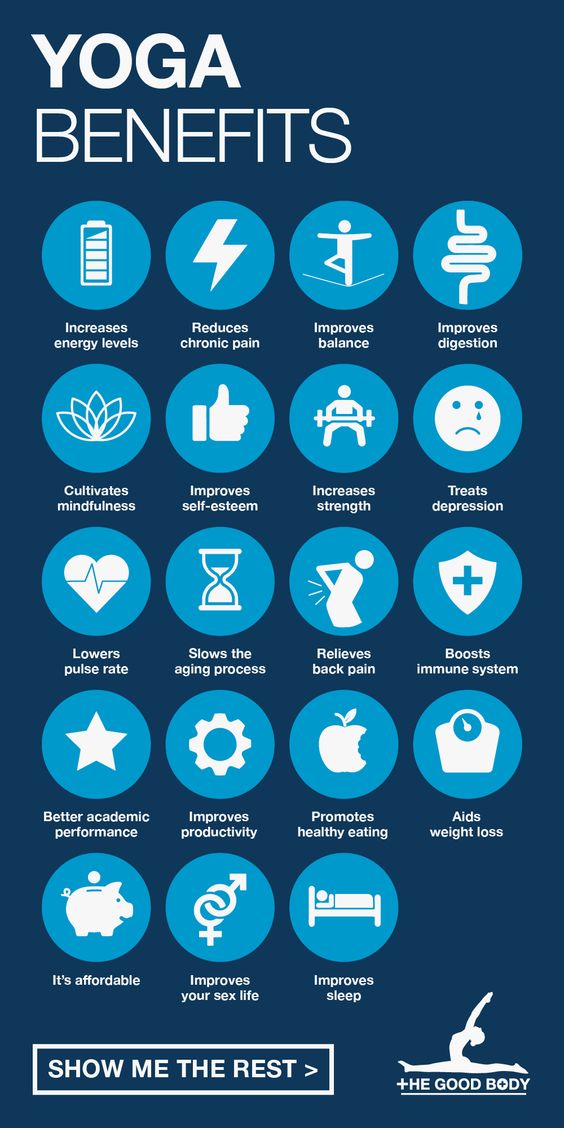 YOGA
BENEFITS
Increases
energy levels
Reduces
chronic pain
Improves
balance
Improves
digestion
Cultivates
mindfulness
Improves
self-esteem
Increases
strength
Treats
depression
Lowers
pulse rate
Slows the
aging process
Relieves
back pain
Boosts
immune system
Better academic
performance
Improves
productivity
Promotes
healthy eating
Aids
weight loss
It's affordable
Improves
your sex life
Improves
sleep
SHOW ME THE REST >
THE GOOD BODY